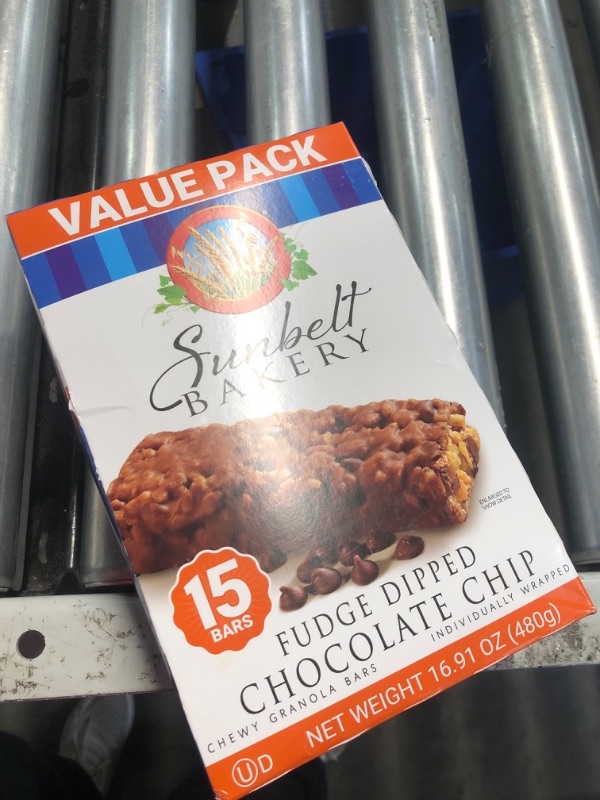 VALUE PACK
Sunbelt
BAKERY
ENLARGED TO
SHOW DETAIL
15
BARS
FUDGE DIPPED
CHOCOLATE CHIP
CHEWY GRANOLA BARS
INDIVIDUALLY WRAPPED
NET WEIGHT 16.91 OZ (480g)
UD